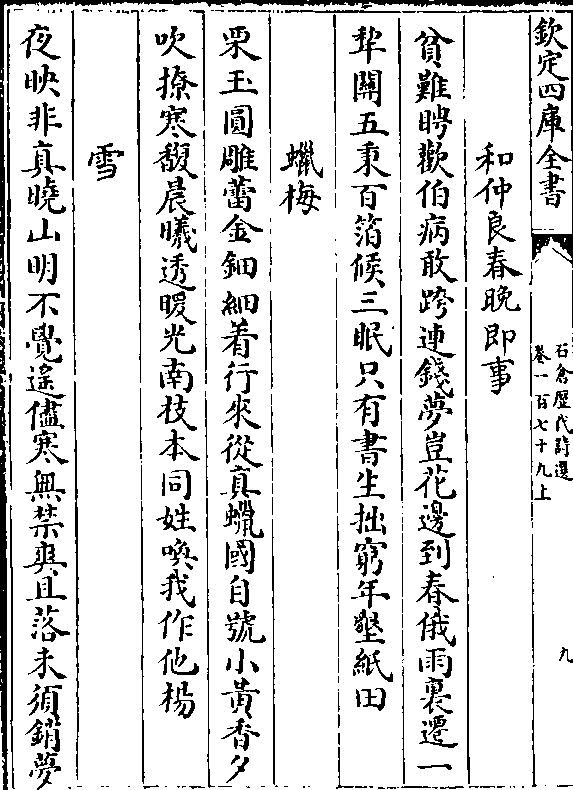 欽定四庫全書
石倉歷代詩選
卷一百七十九上
九
和仲良春晚即事
貧難聘歡伯病敢跨連錢夢豈花邊到春俄雨裏遷一
犂關五秉百箔候三眠只有書生拙窮年墾紙田
蠟梅
栗玉圓雕蕾金鈿細着行來從真蠟國自號小黃香夕
吹撩寒馥晨曦透暖光南枝本同姓喚我作他楊
雪
夜映非真曉山明不覺遙儘寒無禁爽且落未須銷夢